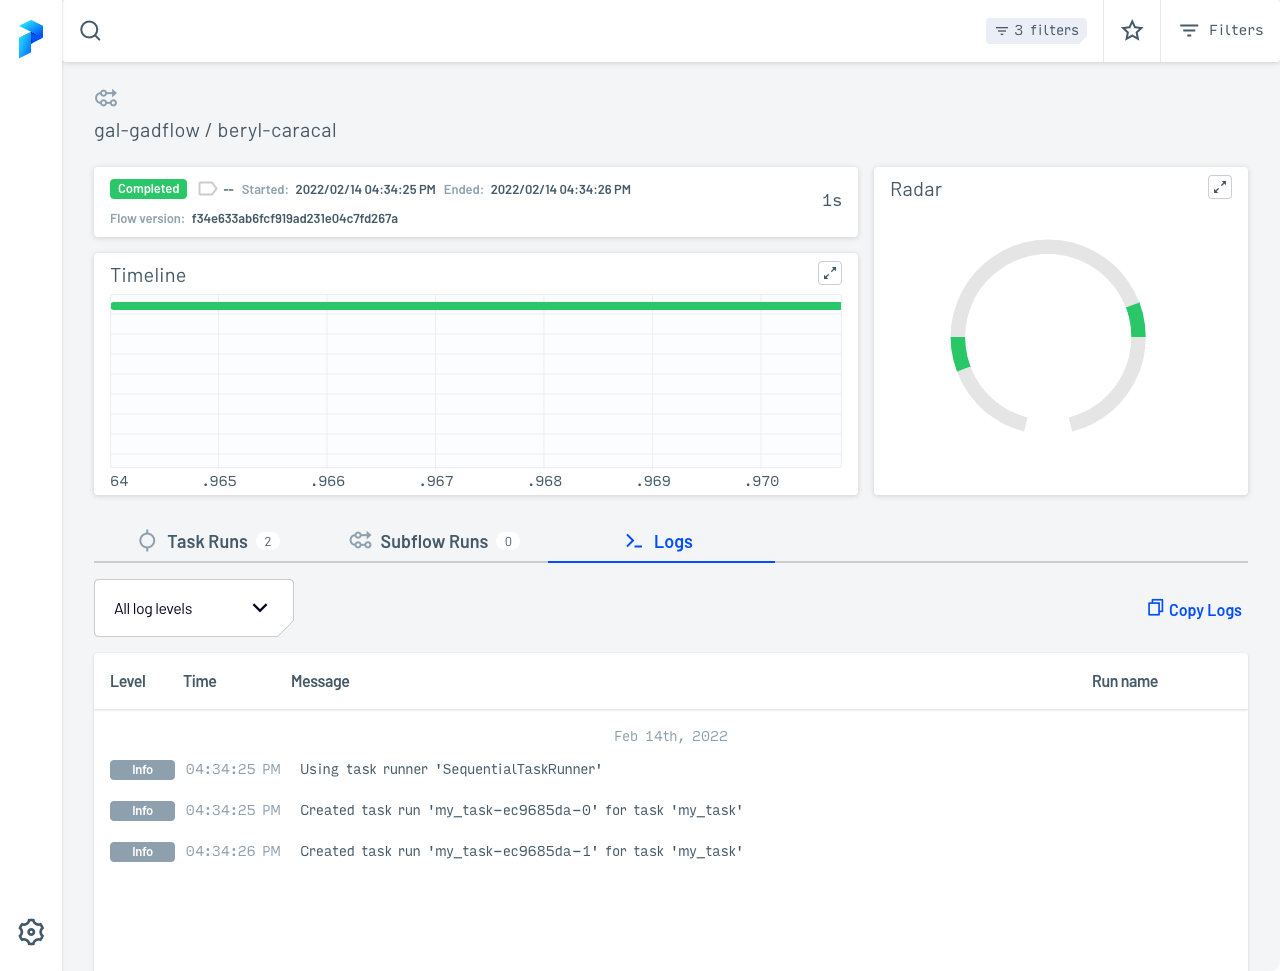 3 filters
Filters
gal-gadflow / beryl-caracal
Completed -- Started: 2022/02/14 04:34:25 PM Ended: 2022/02/14 04:34:26 PM
Flow version: f34e633ab6fcf919ad231e04c7fd267a
1s
Radar
Timeline
64 .965 .966 .967 .968 .969 .970
Task Runs 2 Subflow Runs 0 Logs
All log levels
Copy Logs
Level Time Message Run name
Feb 14th, 2022
Info 04:34:25 PM Using task runner 'SequentialTaskRunner'
Info 04:34:25 PM Created task run 'my_task-ec9685da-0' for task 'my_task'
Info 04:34:26 PM Created task run 'my_task-ec9685da-1' for task 'my_task'